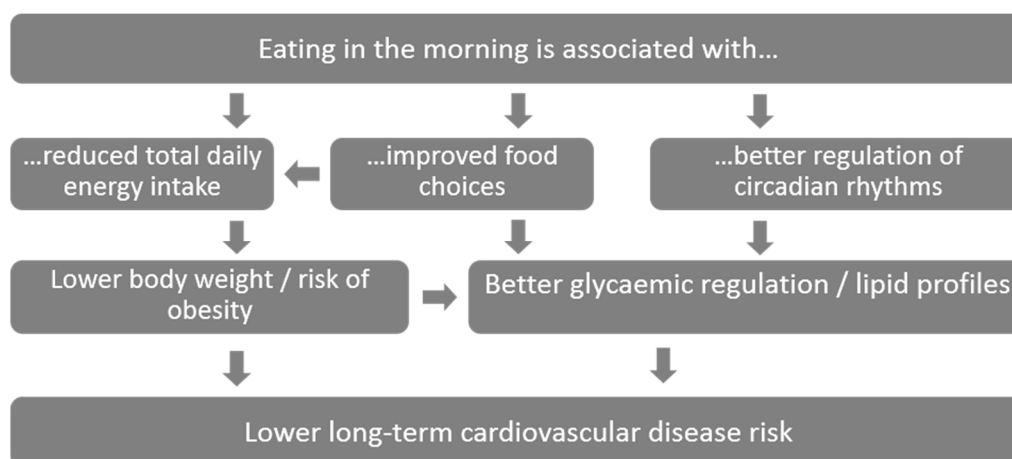 Eating in the morning is associated with...
...reduced total daily
energy intake
...improved food
choices
...better regulation of
circadian rhythms
Lower body weight / risk of
obesity
Better glycaemic regulation / lipid profiles
Lower long-term cardiovascular disease risk